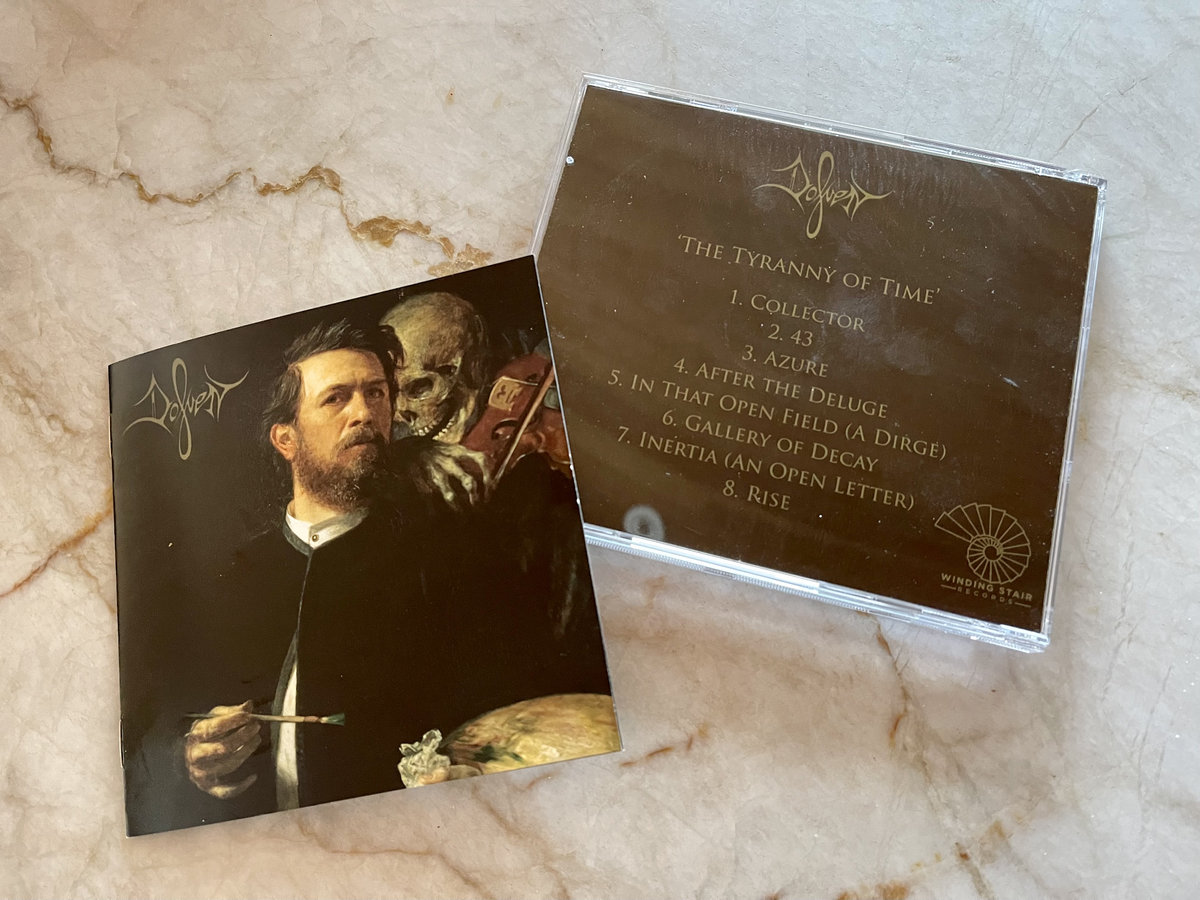 Dolven
Dolven
'The Tyranny of Time'
1. Collector
2. 43
3. Azure
4. After the Deluge
5. In That Open Field (A Dirge)
6. Gallery of Decay
7. Inertia (An Open Letter)
8. Rise
WINDING STAIR
RECORDS